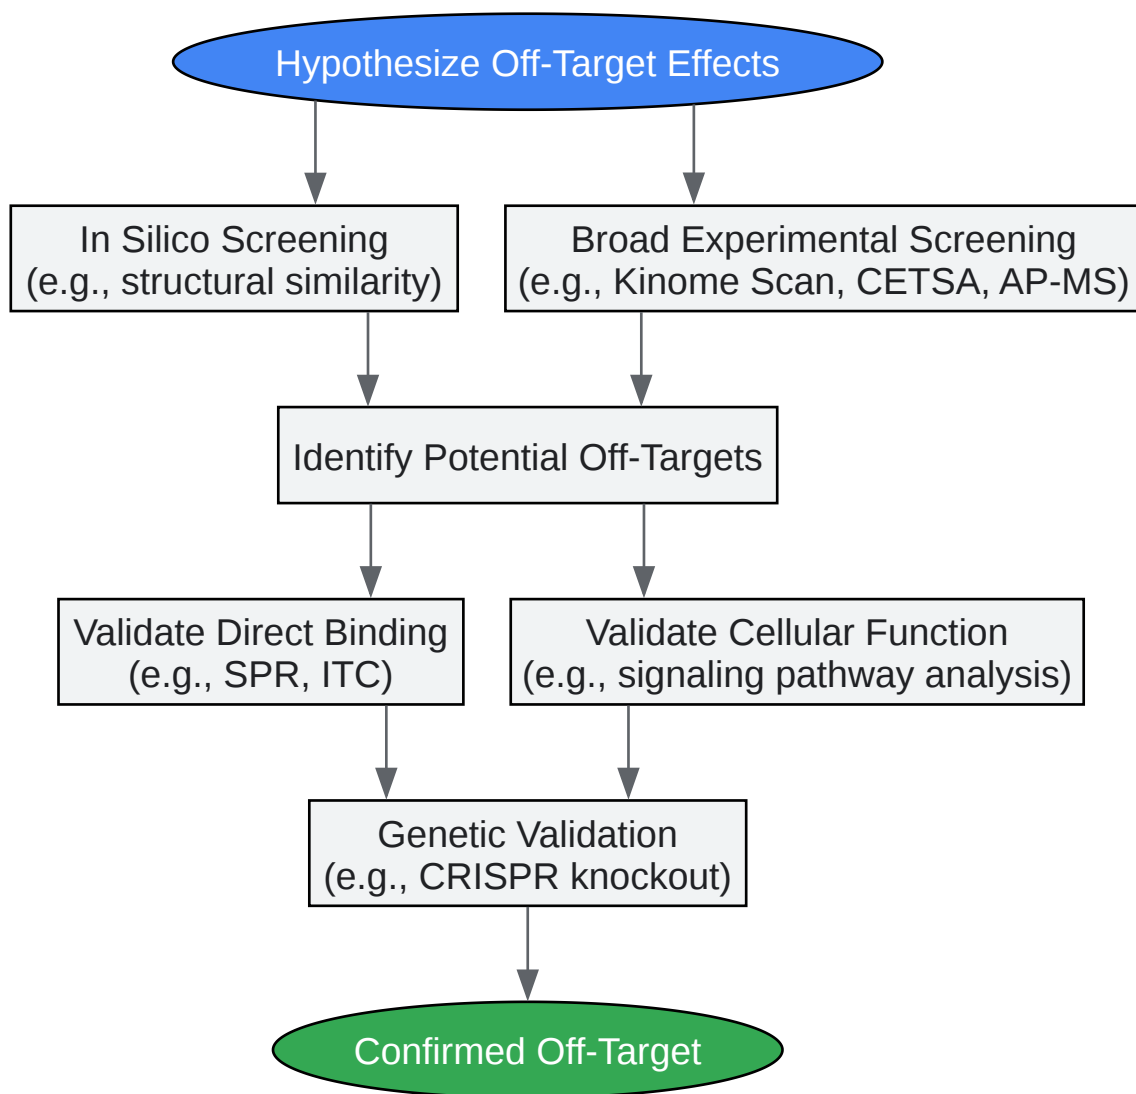 Hypothesize Off-Target Effects
In Silico Screening
(e.g., structural similarity)
Broad Experimental Screening
(e.g., Kinome Scan, CETSA, AP-MS)
Identify Potential Off-Targets
Validate Direct Binding
(e.g., SPR, ITC)
Validate Cellular Function
(e.g., signaling pathway analysis)
Genetic Validation
(e.g., CRISPR knockout)
Confirmed Off-Target